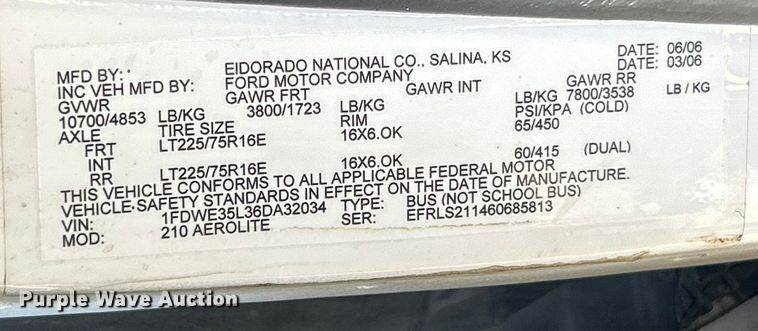 MFD BY: EIDORADO NATIONAL CO., SALINA, KS DATE: 06/06
INC VEH MFD BY: FORD MOTOR COMPANY DATE: 03/06
GVWR GAWR FRT GAWR INT GAWR RR
10700/4853 LB/KG 3800/1723 LB/KG LB/KG 7800/3538 LB / KG
AXLE TIRE SIZE RIM PSI/KPA (COLD)
FRT LT225/75R16E 16X6.OK 65/450
INT
RR LT225/75R16E 16X6.OK 60/415 (DUAL)
THIS VEHICLE CONFORMS TO ALL APPLICABLE FEDERAL MOTOR
VEHICLE-SAFETY STANDARDS IN EFFECT ON THE DATE OF MANUFACTURE.
VIN: 1FDWE35L36DA32034 TYPE: BUS (NOT SCHOOL BUS)
MOD: 210 AEROLITE SER: EFRLS211460685813
Purple Wave Auction